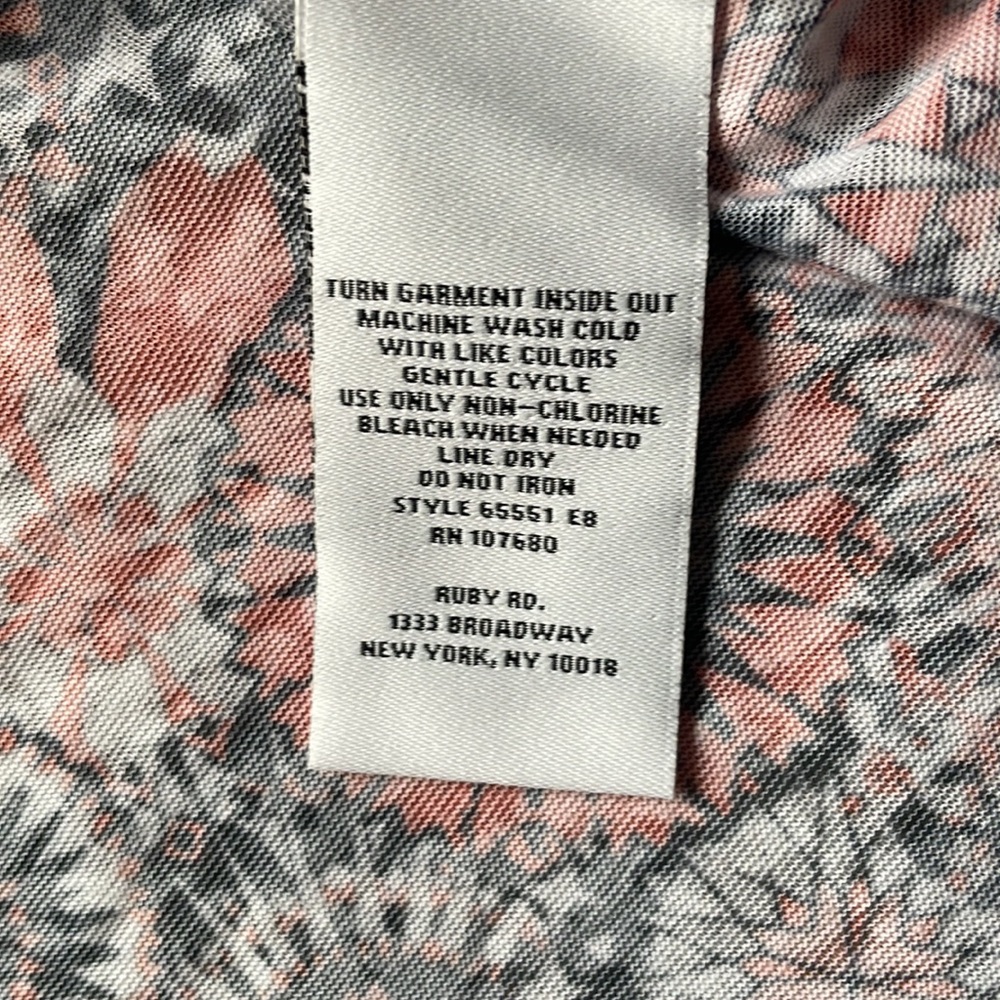 TURN GARMENT INSIDE OUT
MACHINE WASH COLD
WITH LIKE COLORS
GENTLE CYCLE
USE ONLY NON-CHLORINE
BLEACH WHEN NEEDED
LINE DRY
DO NOT IRON
STYLE 65551 E8
RN 107680
RUBY RD.
1333 BROADWAY
NEW YORK, NY 10018